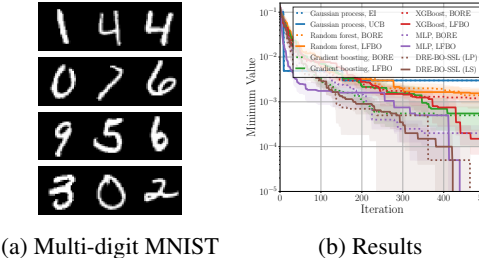 1 4 4
0 7 6
9 5 6
3 0 2
(a) Multi-digit MNIST
Minimum Value
10⁻¹
10⁻²
10⁻³
10⁻⁴
10⁻⁵
Gaussian process, EI
Gaussian process, UCB
Random forest, BORE
Random forest, LFBO
Gradient boosting, BORE
Gradient boosting, LFBO
XGBoost, BORE
XGBoost, LFBO
MLP, BORE
MLP, LFBO
DRE-BO-SSL (LP)
DRE-BO-SSL (LS)
0 100 200 300 400
Iteration
(b) Results